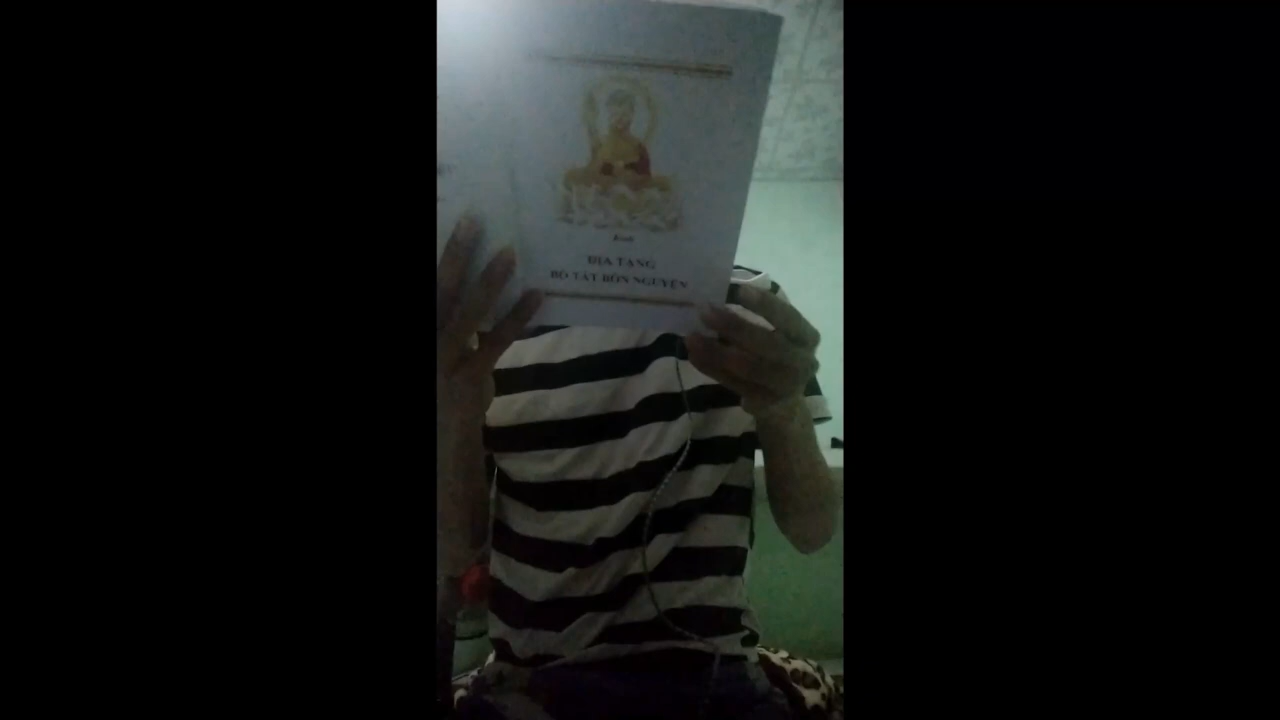 Kinh
ĐỊA TẠNG
BỒ TÁT BỔN NGUYỆN